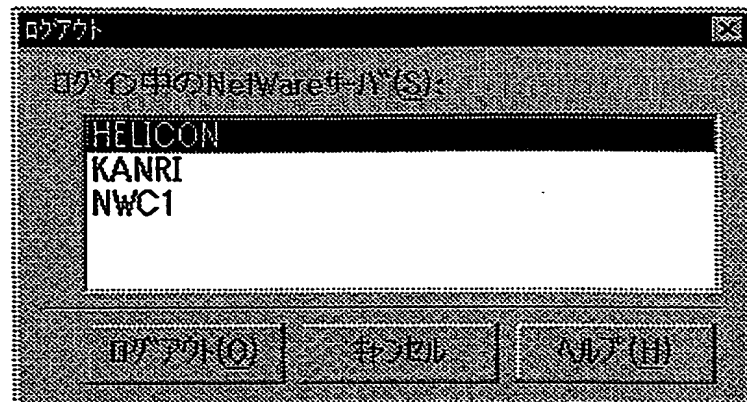 ログアウト
ログイン中のNetWareサーバ(S):
HELICON
KANRI
NWC1
ログアウト(O) キャンセル ヘルプ(H)